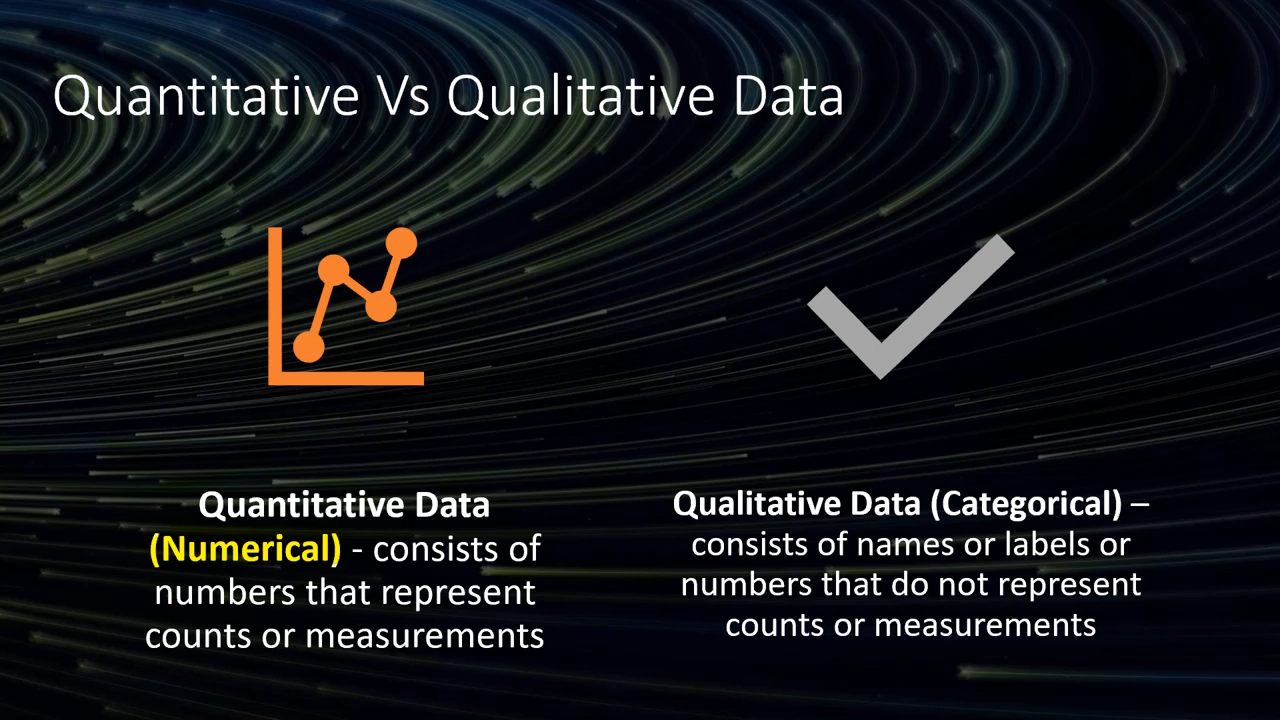 Quantitative Vs Qualitative Data
Quantitative Data
(Numerical) - consists of
numbers that represent
counts or measurements
Qualitative Data (Categorical) –
consists of names or labels or
numbers that do not represent
counts or measurements